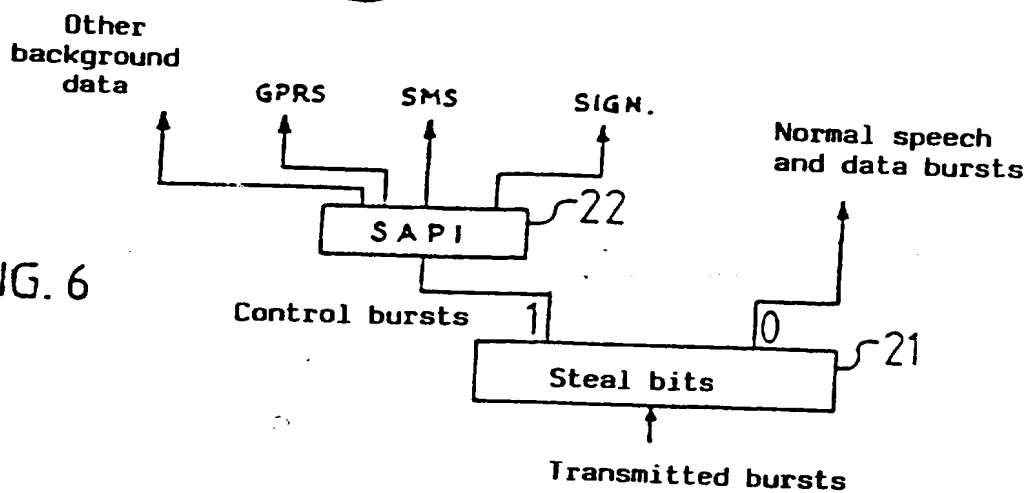 Other
background
data
GPRS
SMS
SIGN.
Normal speech
and data bursts
SAPI
22
IG. 6
Control bursts
1
0
Steal bits
21
Transmitted bursts